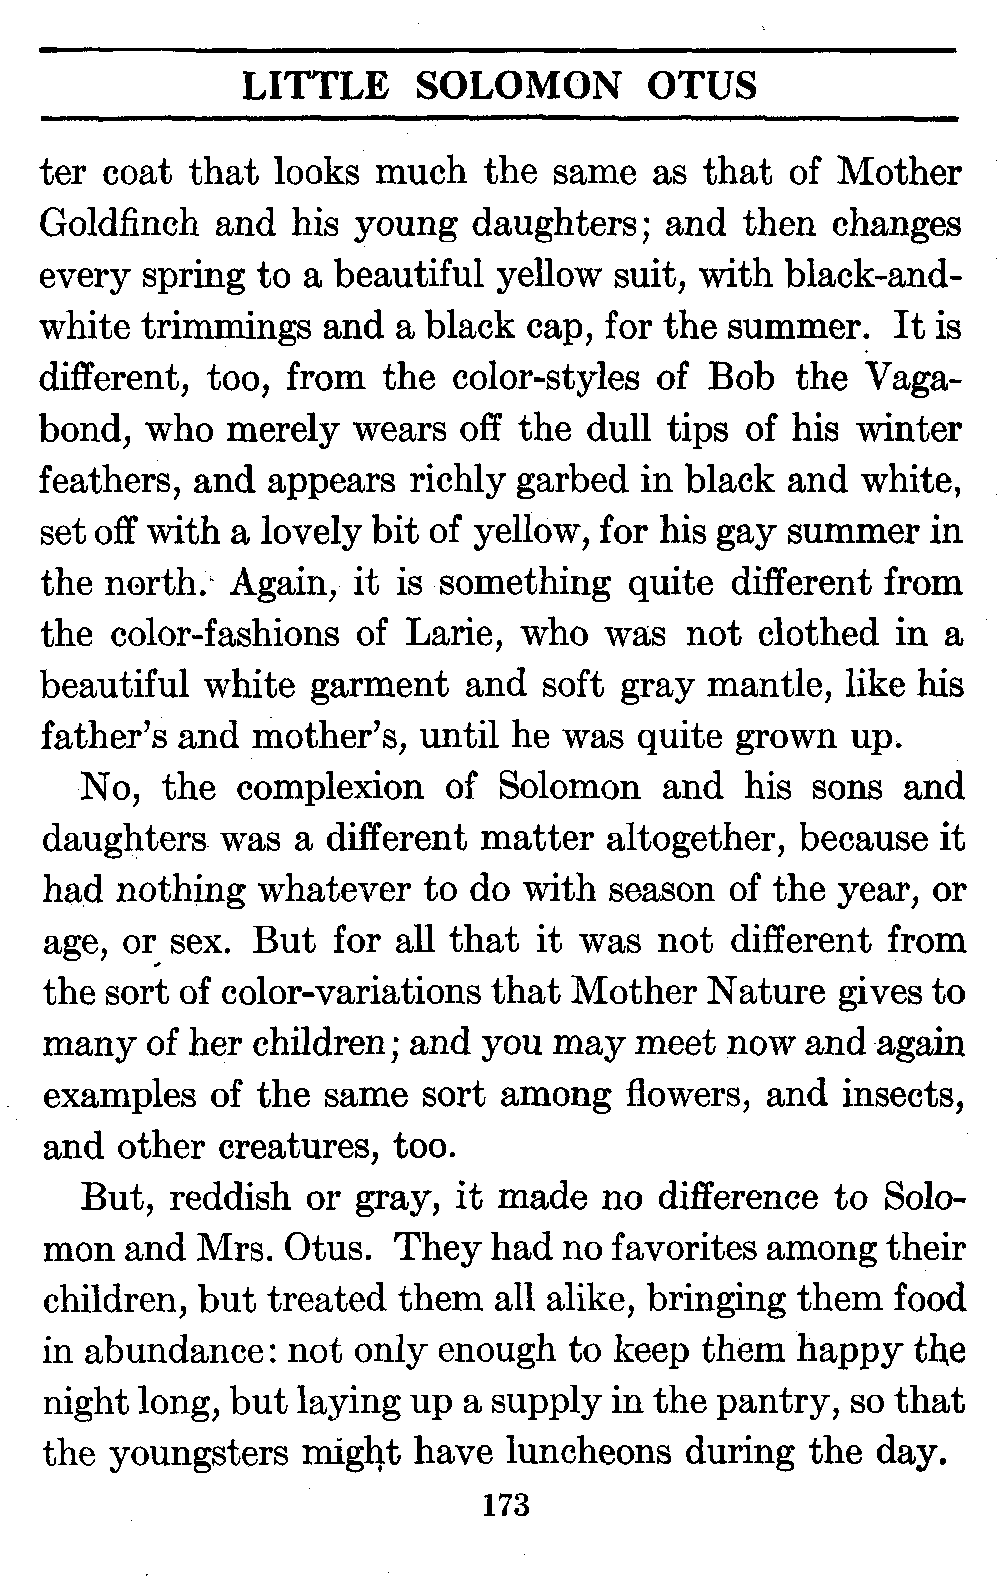 LITTLE SOLOMON OTUS
ter coat that looks much the same as that of Mother
Goldfinch and his young daughters; and then changes
every spring to a beautiful yellow suit, with black-and-
white trimmings and a black cap, for the summer. It is
different, too, from the color-styles of Bob the Vaga-
bond, who merely wears off the dull tips of his winter
feathers, and appears richly garbed in black and white,
set off with a lovely bit of yellow, for his gay summer in
the north. Again, it is something quite different from
the color-fashions of Larie, who was not clothed in a
beautiful white garment and soft gray mantle, like his
father's and mother's, until he was quite grown up.
No, the complexion of Solomon and his sons and
daughters was a different matter altogether, because it
had nothing whatever to do with season of the year, or
age, or sex. But for all that it was not different from
the sort of color-variations that Mother Nature gives to
many of her children; and you may meet now and again
examples of the same sort among flowers, and insects,
and other creatures, too.
But, reddish or gray, it made no difference to Solo-
mon and Mrs. Otus. They had no favorites among their
children, but treated them all alike, bringing them food
in abundance: not only enough to keep them happy the
night long, but laying up a supply in the pantry, so that
the youngsters might have luncheons during the day.
173